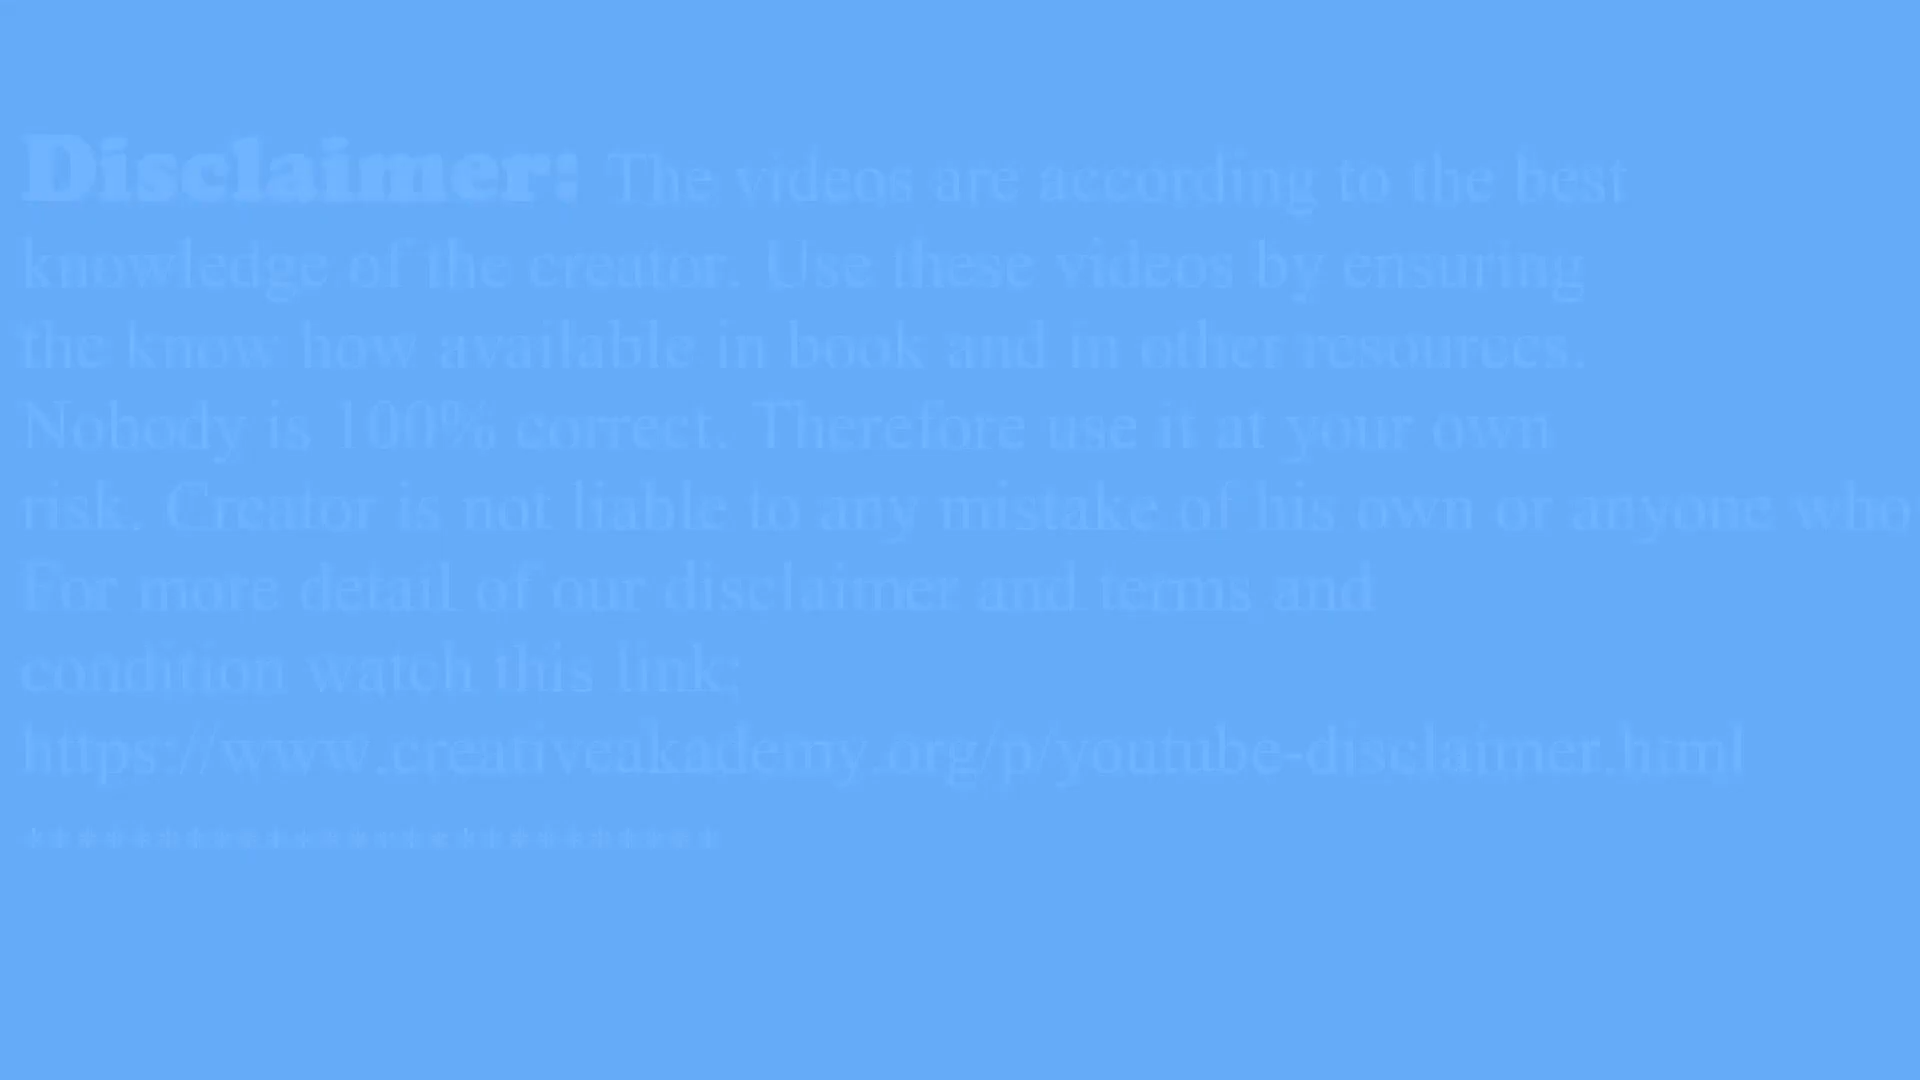 Disclaimer: The videos are according to the best
knowledge of the creator. Use these videos by ensuring
the know how available in book and in other resources.
Nobody is 100% correct. Therefore use it at your own
risk. Creator is not liable to any mistake of his own or anyone who
For more detail of our disclaimer and terms and
condition watch this link;
https://www.creativeakademy.org/p/youtube-disclaimer.html
**************************